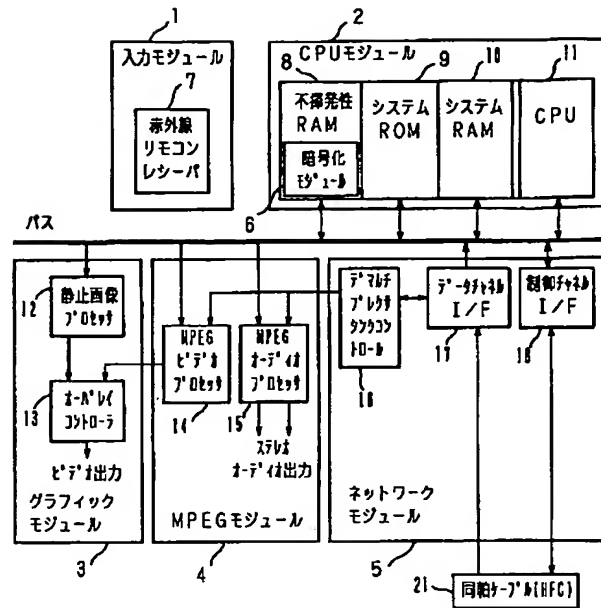 1
入力モジュール
7
赤外線
リモコン
レシーバ
2
CPUモジュール
8
9
10
11
不揮発性
RAM
暗号化
モジュール
6
システム
ROM
システム
RAM
CPU
バス
12
静止画像
プロセッサ
13
オーバレイ
コントローラ
ビデオ出力
グラフィック
モジュール
3
MPEG
ビデオ
プロセッサ
14
MPEG
オーディオ
プロセッサ
15
ステレオ
オーディオ出力
MPEGモジュール
4
デマルチ
プレクサ
タンクコン
トロール
16
データチャネル
I/F
17
制御チャネル
I/F
18
ネットワーク
モジュール
5
21
同軸ケーブル(HFC)